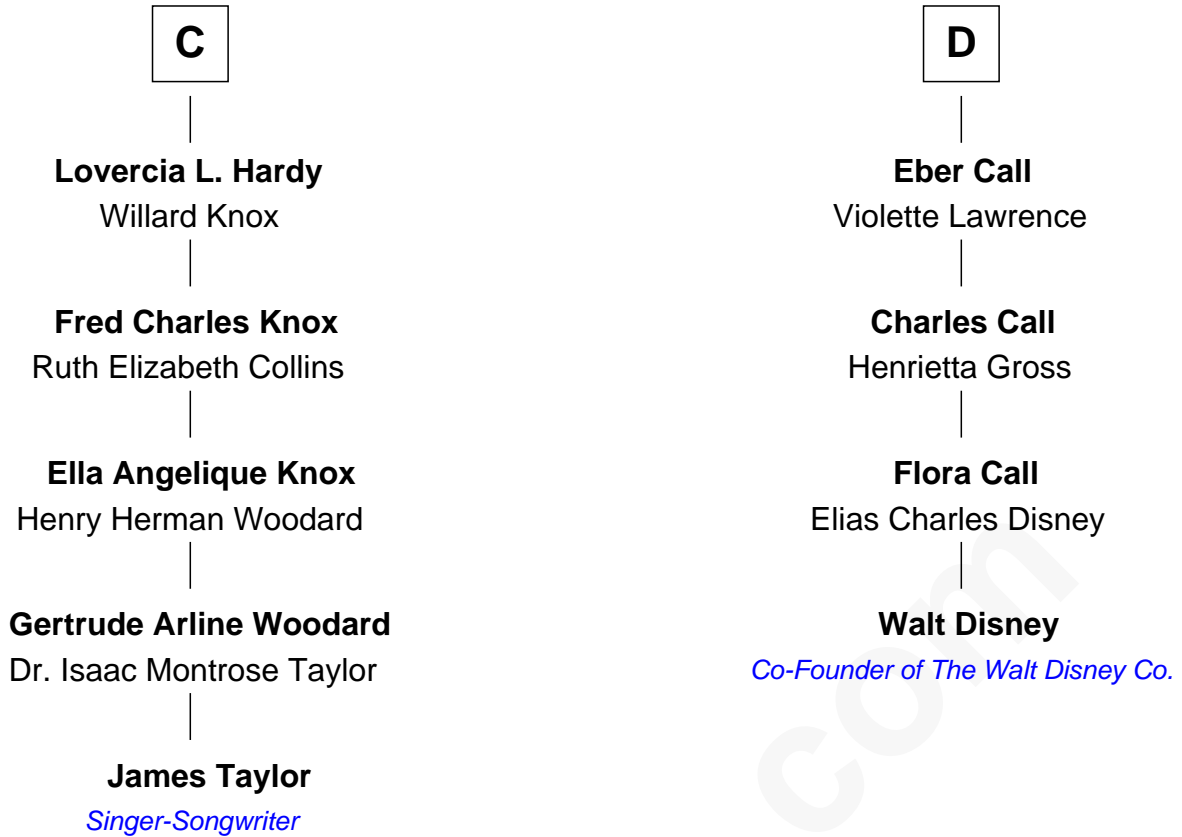 C
Lovercia L. Hardy
Willard Knox
Fred Charles Knox
Ruth Elizabeth Collins
Ella Angelique Knox
Henry Herman Woodard
Gertrude Arline Woodard
Dr. Isaac Montrose Taylor
James Taylor
Singer-Songwriter
D
Eber Call
Violette Lawrence
Charles Call
Henrietta Gross
Flora Call
Elias Charles Disney
Walt Disney
Co-Founder of The Walt Disney Co.
com